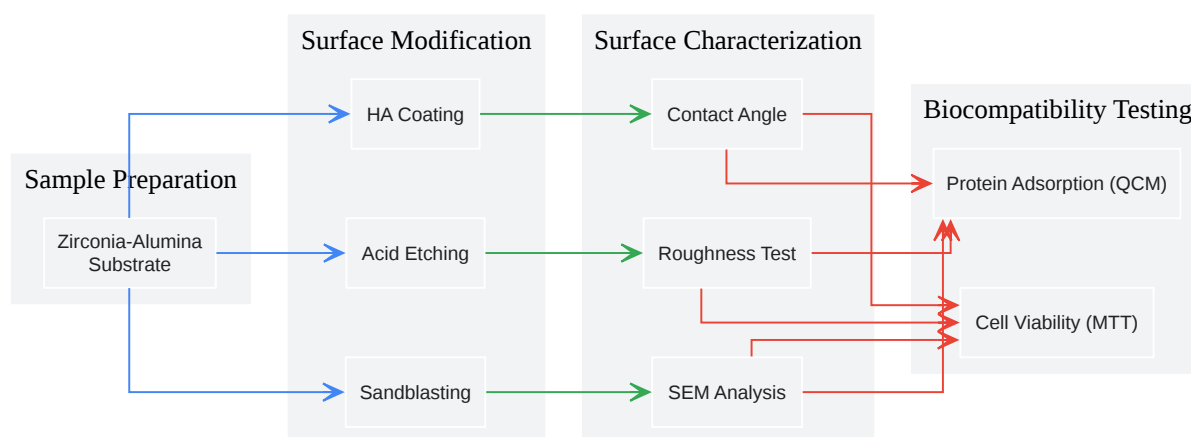 Sample Preparation
Zirconia-Alumina
Substrate
Surface Modification
HA Coating
Acid Etching
Sandblasting
Surface Characterization
Contact Angle
Roughness Test
SEM Analysis
Biocompatibility Testing
Protein Adsorption (QCM)
Cell Viability (MTT)